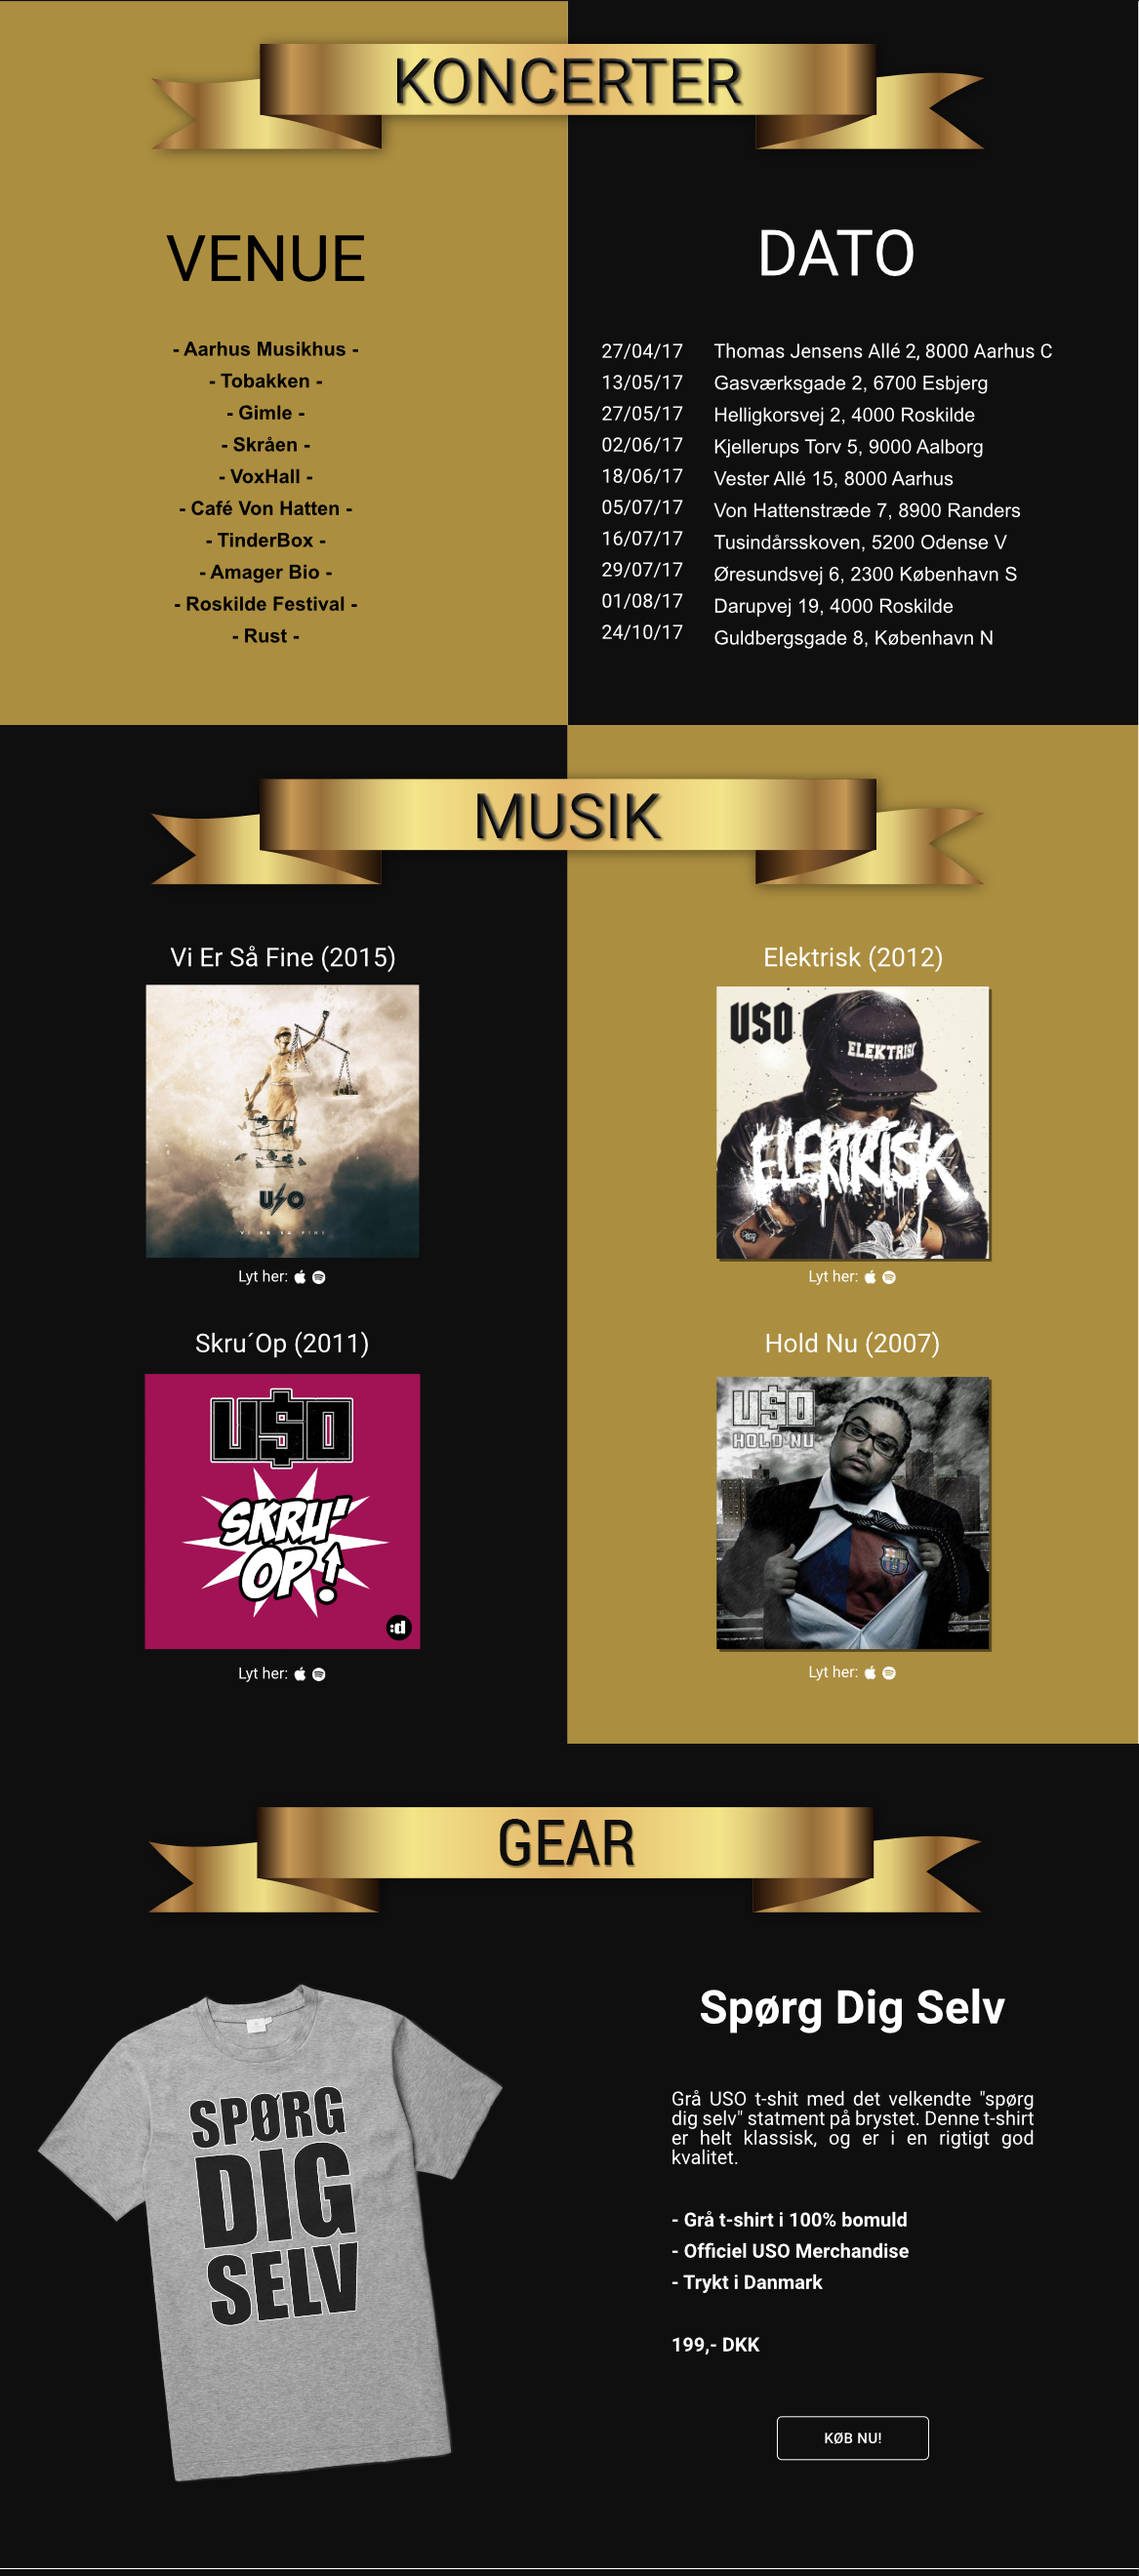 KONCERTER
VENUE
DATO
- Aarhus Musikhus -
- Tobakken -
- Gimle -
- Skråen -
- VoxHall -
- Café Von Hatten -
- TinderBox -
- Amager Bio -
- Roskilde Festival -
- Rust -
27/04/17 Thomas Jensens Allé 2, 8000 Aarhus C
13/05/17 Gasværksgade 2, 6700 Esbjerg
27/05/17 Helligkorsvej 2, 4000 Roskilde
02/06/17 Kjellerups Torv 5, 9000 Aalborg
18/06/17 Vester Allé 15, 8000 Aarhus
05/07/17 Von Hattenstræde 7, 8900 Randers
16/07/17 Tusindårsskoven, 5200 Odense V
29/07/17 Øresundsvej 6, 2300 København S
01/08/17 Darupvej 19, 4000 Roskilde
24/10/17 Guldbergsgade 8, København N
MUSIK
Vi Er Så Fine (2015)
USO
VI ER SÅ FINE
Lyt her:
Elektrisk (2012)
USO
ELEKTRISK
ELEKTRISK
Lyt her:
Skru´Op (2011)
U$O
SKRU'
OP!
:d
Lyt her:
Hold Nu (2007)
U$O
HOLD NU
Lyt her:
GEAR
SPØRG
DIG
SELV
Spørg Dig Selv
Grå USO t-shit med det velkendte "spørg
dig selv" statment på brystet. Denne t-shirt
er helt klassisk, og er i en rigtigt god
kvalitet.
- Grå t-shirt i 100% bomuld
- Officiel USO Merchandise
- Trykt i Danmark
199,- DKK
KØB NU!